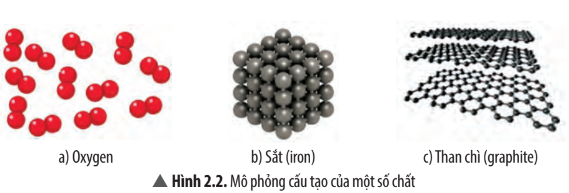 a) Oxygen
b) Sắt (iron)
c) Than chì (graphite)
▲ Hình 2.2. Mô phỏng cấu tạo của một số chất